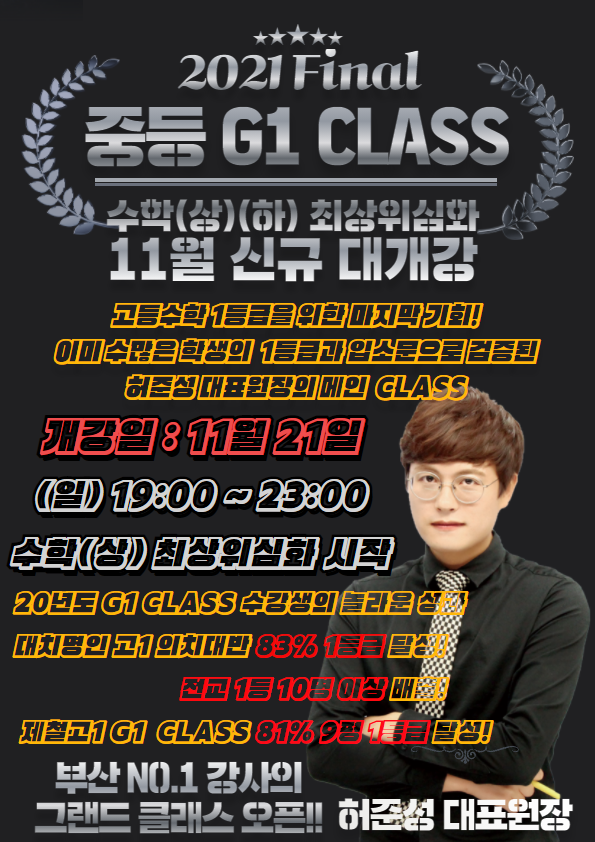 2021 Final
중등 G1 CLASS
수학(상)(하) 최상위심화
11월 신규 대개강
고등수학 1등급을 위한 마지막 기회!
이미 수많은 학생의 1등급과 입소문으로 검증된
허준성 대표원장의 메인 CLASS
개강일 : 11월 21일
(일) 19:00 ~ 23:00
수학(상) 최상위심화 시작
20년도 G1 CLASS 수강생의 놀라운 성과
대치명인 고1 의치대반 83% 1등급 달성!
전교 1등 10명 이상 배출!
제철고1 G1 CLASS 81% 9평 1등급 달성!
부산 NO.1 강사의
그랜드 클래스 오픈!! 허준성 대표원장